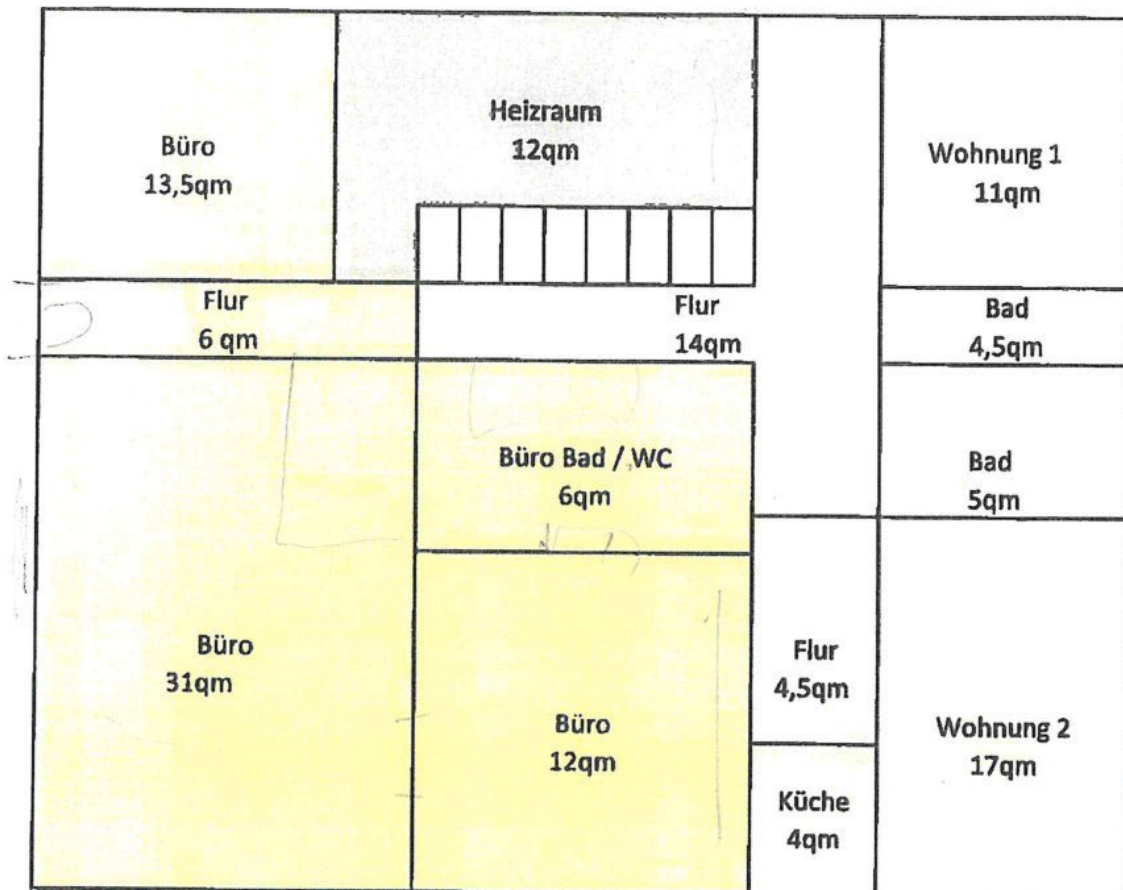 Büro
13,5qm
Heizraum
12qm
Wohnung 1
11qm
Flur
6 qm
Flur
14qm
Bad
4,5qm
Büro Bad / WC
6qm
Bad
5qm
Büro
31qm
Büro
12qm
Flur
4,5qm
Küche
4qm
Wohnung 2
17qm